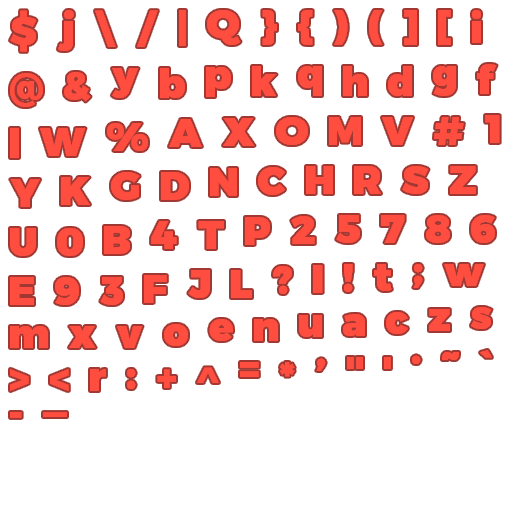 $ j \ / | Q } { ) ( ] [ i
@ & y b p k q h d g f
I W % A X O M V # 1
Y K G D N C H R S Z
U 0 B 4 T P 2 5 7 8 6
E 9 3 F J L ? l ! t ; w
m x v o e n u a c z s
> < r : + ^ = * , " ' · ~ `
- _